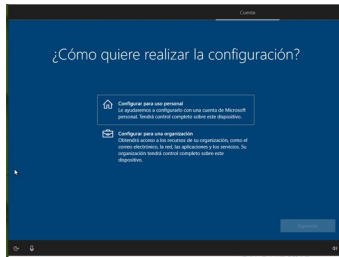 Cuenta
¿Cómo quiere realizar la configuración?
Configurar para uso personal
Le ayudaremos a configurarlo con una cuenta de Microsoft
personal. Tendrá control completo sobre este dispositivo.
Configurar para una organización
Obtendrá acceso a los recursos de su organización, como el
correo electrónico, la red, las aplicaciones y los servicios. Su
organización tendrá control completo sobre este
dispositivo.
Siguiente